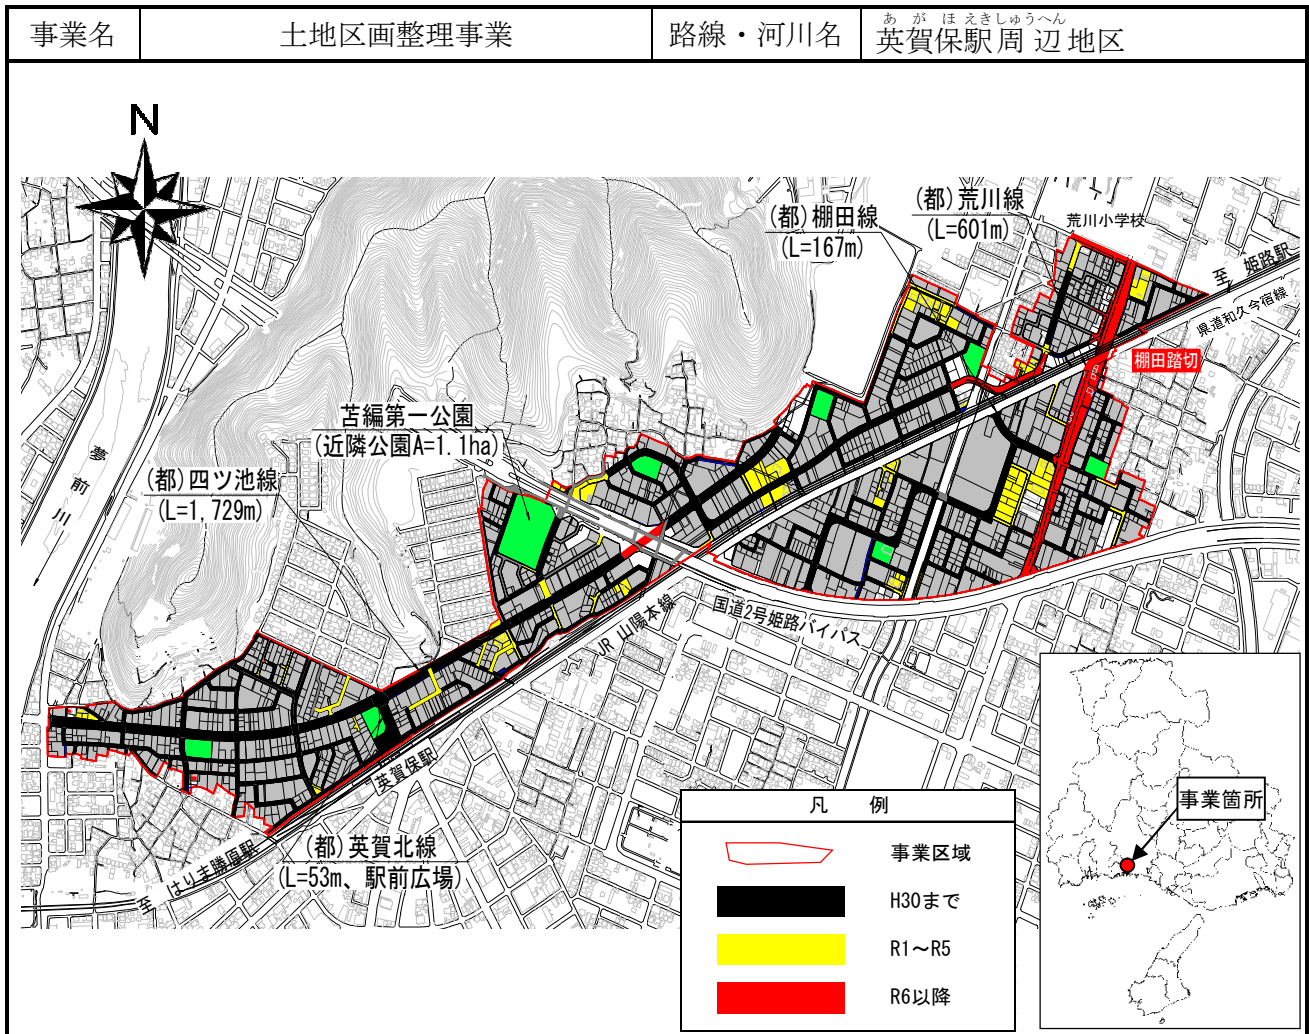 事業名
土地区画整理事業
路線・河川名
あがほえきしゅうへん
英賀保駅周辺地区
N
(都)棚田線
(L=167m)
(都)荒川線
(L=601m)
荒川小学校
至 姫路駅
県道和久今宿線
棚田踏切
苫編第一公園
(近隣公園A=1.1ha)
(都)四ツ池線
(L=1,729m)
夢前川
国道2号姫路バイパス
JR 山陽本線
英賀保駅
(都)英賀北線
(L=53m、駅前広場)
至 はりま勝原駅
凡 例
事業区域
H30まで
R1～R5
R6以降
事業箇所